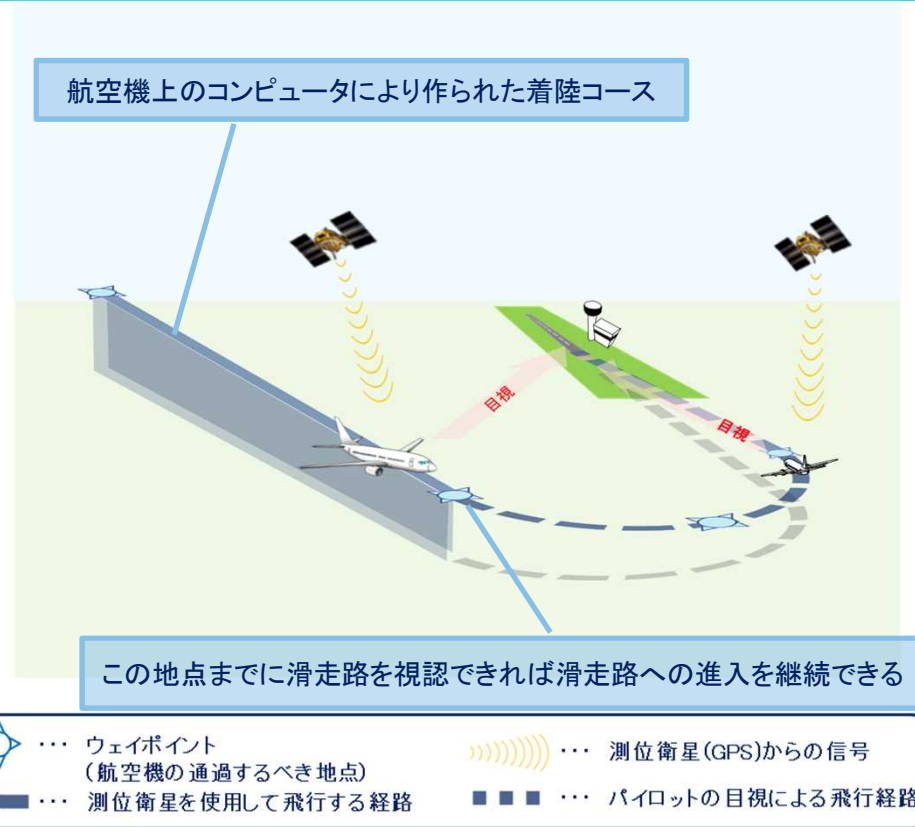 航空機上のコンピュータにより作られた着陸コース
目視
目視
この地点までに滑走路を視認できれば滑走路への進入を継続できる
･･･ ウェイポイント
（航空機の通過するべき地点）
･･･ 測位衛星(GPS)からの信号
･･･ 測位衛星を使用して飛行する経路
･･･ パイロットの目視による飛行経路